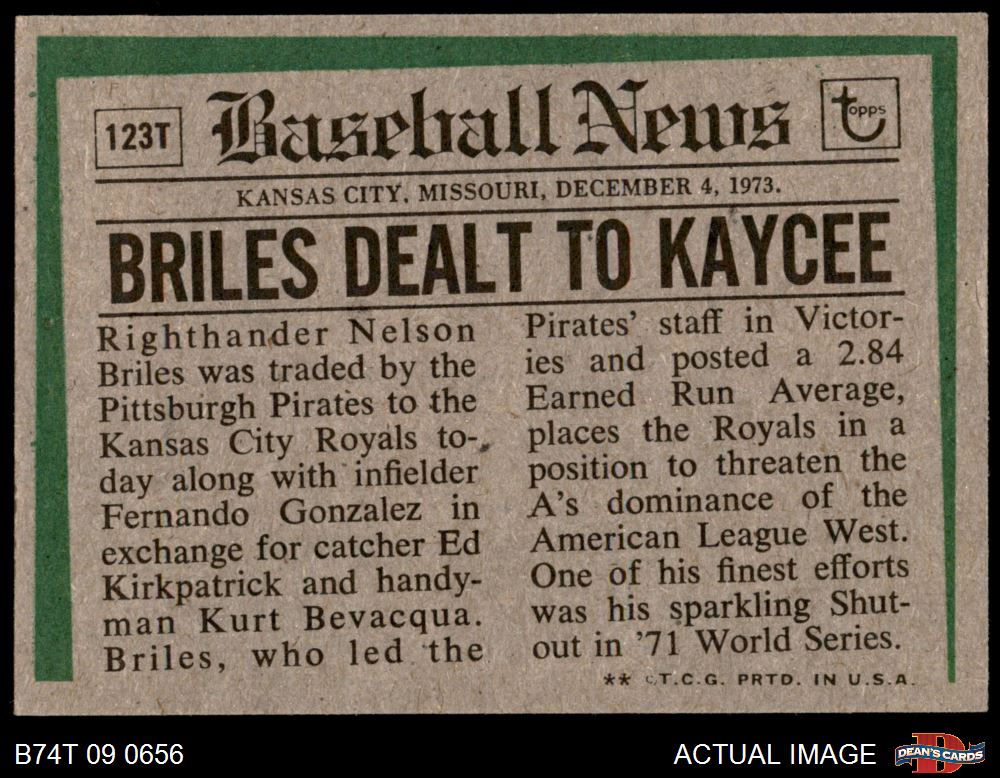 123T
Baseball News
topps
KANSAS CITY, MISSOURI, DECEMBER 4, 1973.
BRILES DEALT TO KAYCEE
Righthander Nelson
Briles was traded by the
Pittsburgh Pirates to the
Kansas City Royals to-
day along with infielder
Fernando Gonzalez in
exchange for catcher Ed
Kirkpatrick and handy-
man Kurt Bevacqua.
Briles, who led the
Pirates' staff in Victor-
ies and posted a 2.84
Earned Run Average,
places the Royals in a
position to threaten the
A's dominance of the
American League West.
One of his finest efforts
was his sparkling Shut-
out in '71 World Series.
** © T.C.G. PRTD. IN U.S.A.
B74T 09 0656
ACTUAL IMAGE
DEAN'S CARDS